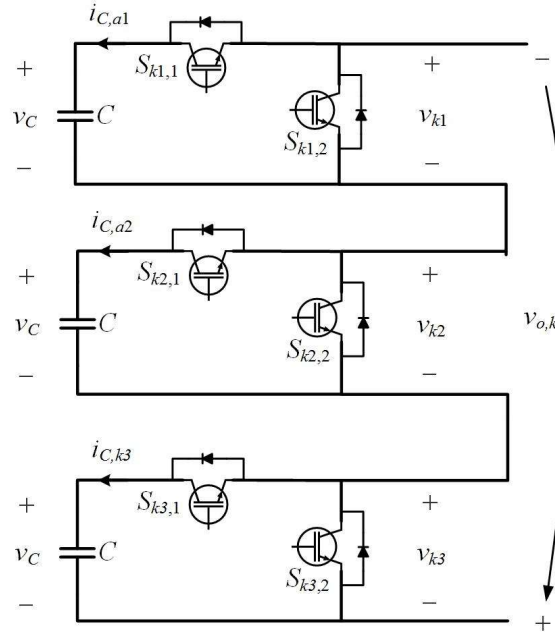 i_{C,a1}
S_{k1,1}
+ + −
v_C C S_{k1,2} v_{k1}
− −
i_{C,a2}
S_{k2,1}
+ +
v_C C S_{k2,2} v_{k2} v_{o,k}
− −
i_{C,k3}
S_{k3,1}
+ +
v_C C S_{k3,2} v_{k3}
− − +